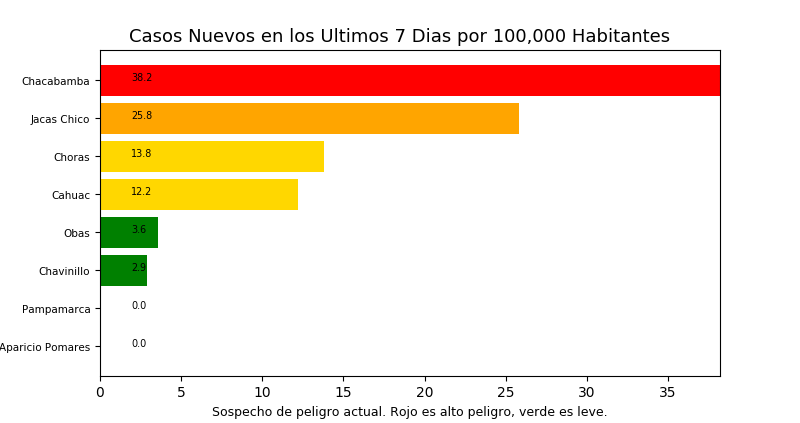 Casos Nuevos en los Ultimos 7 Dias por 100,000 Habitantes
Chacabamba 38.2
Jacas Chico 25.8
Choras 13.8
Cahuac 12.2
Obas 3.6
Chavinillo 2.9
Pampamarca 0.0
Aparicio Pomares 0.0
0 5 10 15 20 25 30 35
Sospecho de peligro actual. Rojo es alto peligro, verde es leve.